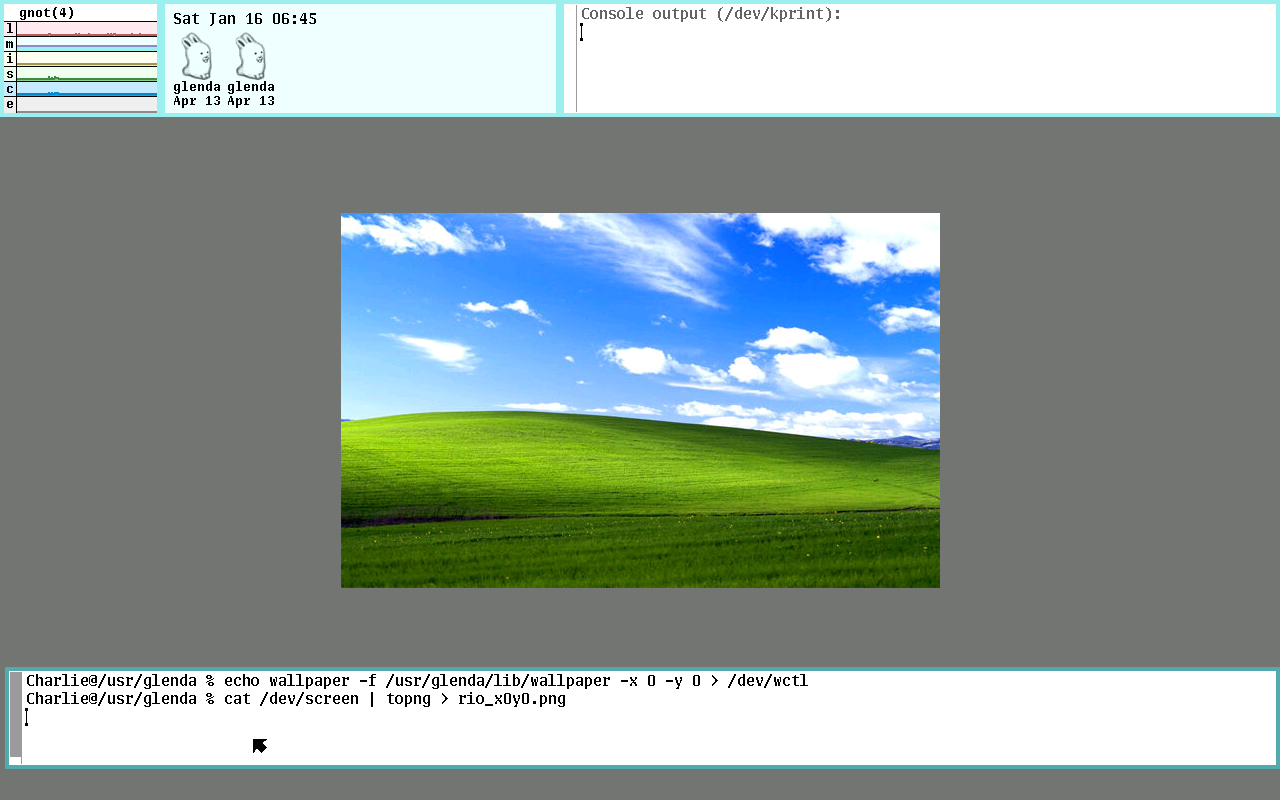 gnot(4)
l
m
i
s
c
e
Sat Jan 16 06:45
glenda glenda
Apr 13 Apr 13
Console output (/dev/kprint):
Charlie@/usr/glenda % echo wallpaper -f /usr/glenda/lib/wallpaper -x 0 -y 0 > /dev/wctl
Charlie@/usr/glenda % cat /dev/screen | topng > rio_x0y0.png